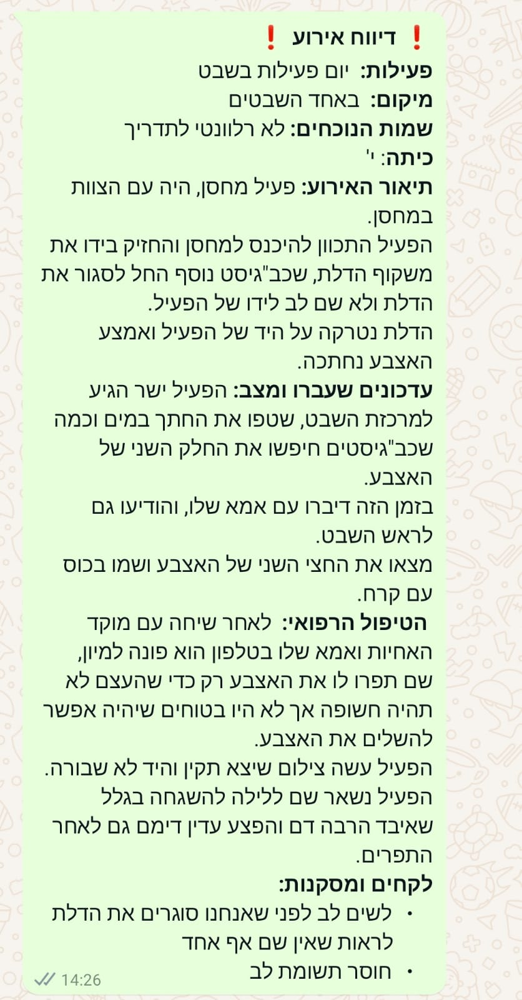 ❗ דיווח אירוע ❗
פעילות: יום פעילות בשבט
מיקום: באחד השבטים
שמות הנוכחים: לא רלוונטי לתדריך
כיתה: י'
תיאור האירוע: פעיל מחסן, היה עם הצוות
במחסן.
הפעיל התכוון להיכנס למחסן והחזיק בידו את
משקוף הדלת, שכב"גיסט נוסף החל לסגור את
הדלת ולא שם לב לידו של הפעיל.
הדלת נטרקה על היד של הפעיל ואמצע
האצבע נחתכה.
עדכונים שעברו ומצב: הפעיל ישר הגיע
למרכזת השבט, שטפו את החתך במים וכמה
שכב"גיסטים חיפשו את החלק השני של
האצבע.
בזמן הזה דיברו עם אמא שלו, והודיעו גם
לראש השבט.
מצאו את החצי השני של האצבע ושמו בכוס
עם קרח.
הטיפול הרפואי: לאחר שיחה עם מוקד
האחיות ואמא שלו בטלפון הוא פונה למיון,
שם תפרו לו את האצבע רק כדי שהעצם לא
תהיה חשופה אך לא היו בטוחים שיהיה אפשר
להשלים את האצבע.
הפעיל עשה צילום שיצא תקין והיד לא שבורה.
הפעיל נשאר שם ללילה להשגחה בגלל
שאיבד הרבה דם והפצע עדין דימם גם לאחר
התפרים.
לקחים ומסקנות:
• לשים לב לפני שאנחנו סוגרים את הדלת
לראות שאין שם אף אחד
• חוסר תשומת לב
14:26